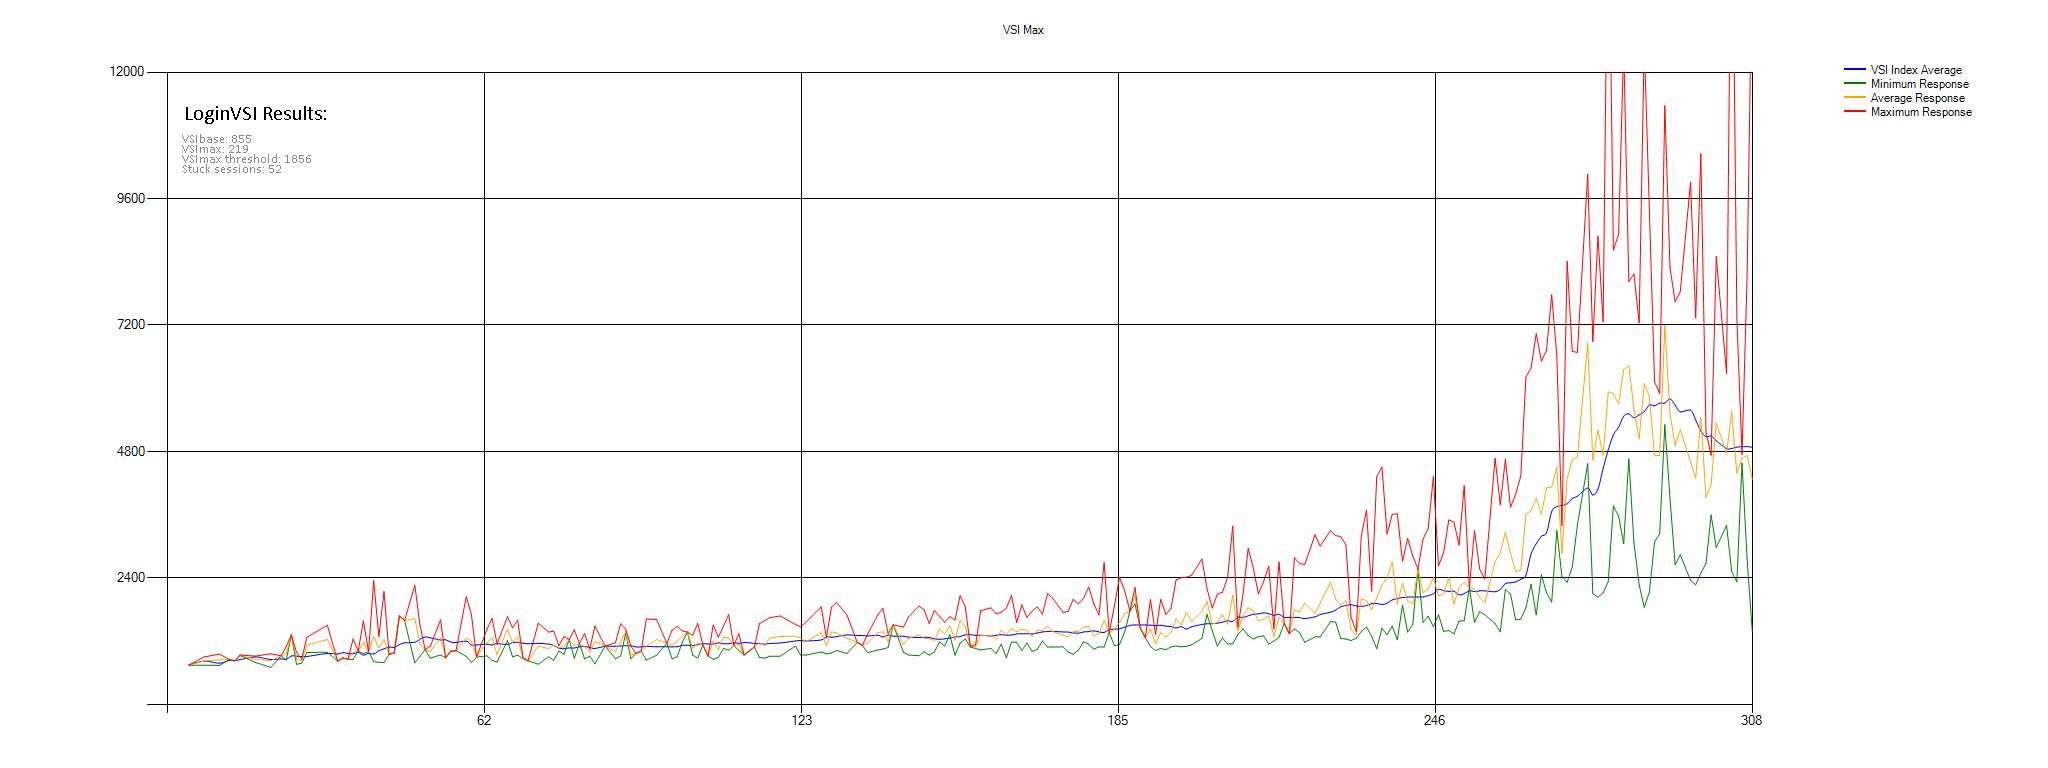 VSI Max
12000
9600
7200
4800
2400
LoginVSI Results:
VSIbase: 855
VSImax: 219
VSImax threshold: 1856
Stuck sessions: 52
62
123
185
246
308
VSI Index Average
Minimum Response
Average Response
Maximum Response